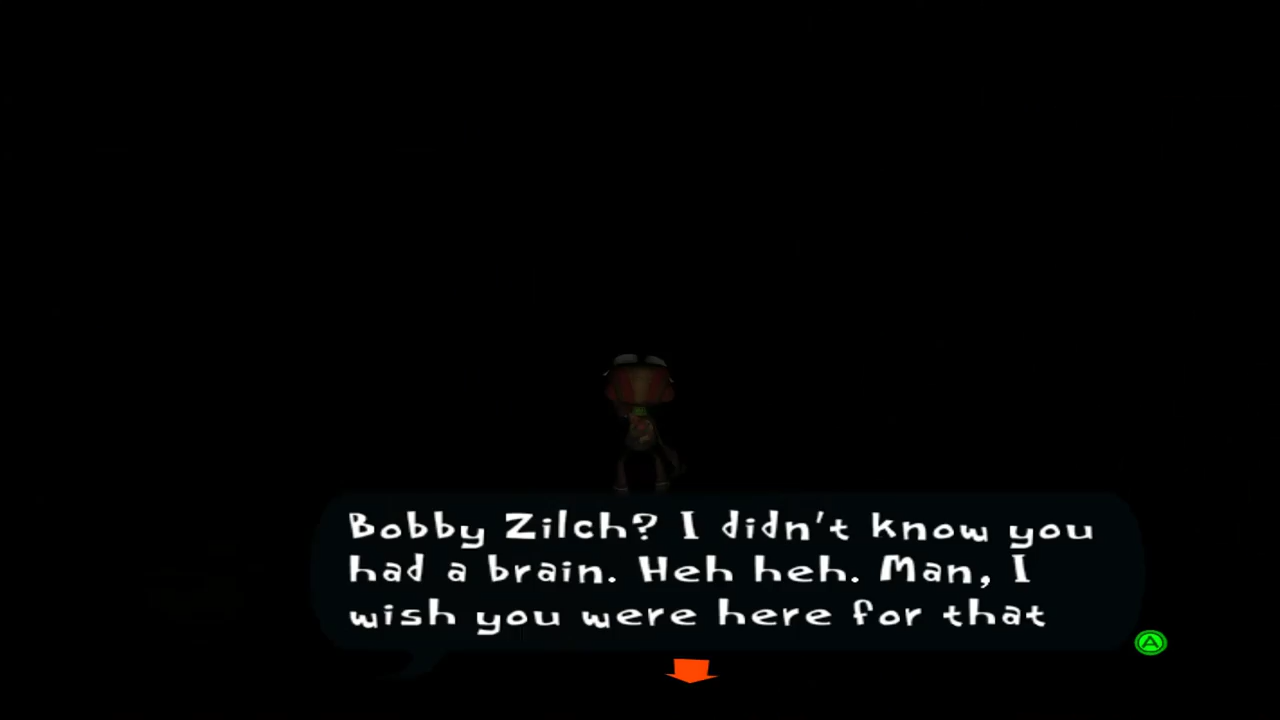 Bobby Zilch? I didn't know you
had a brain. Heh heh. Man, I
wish you were here for that
A